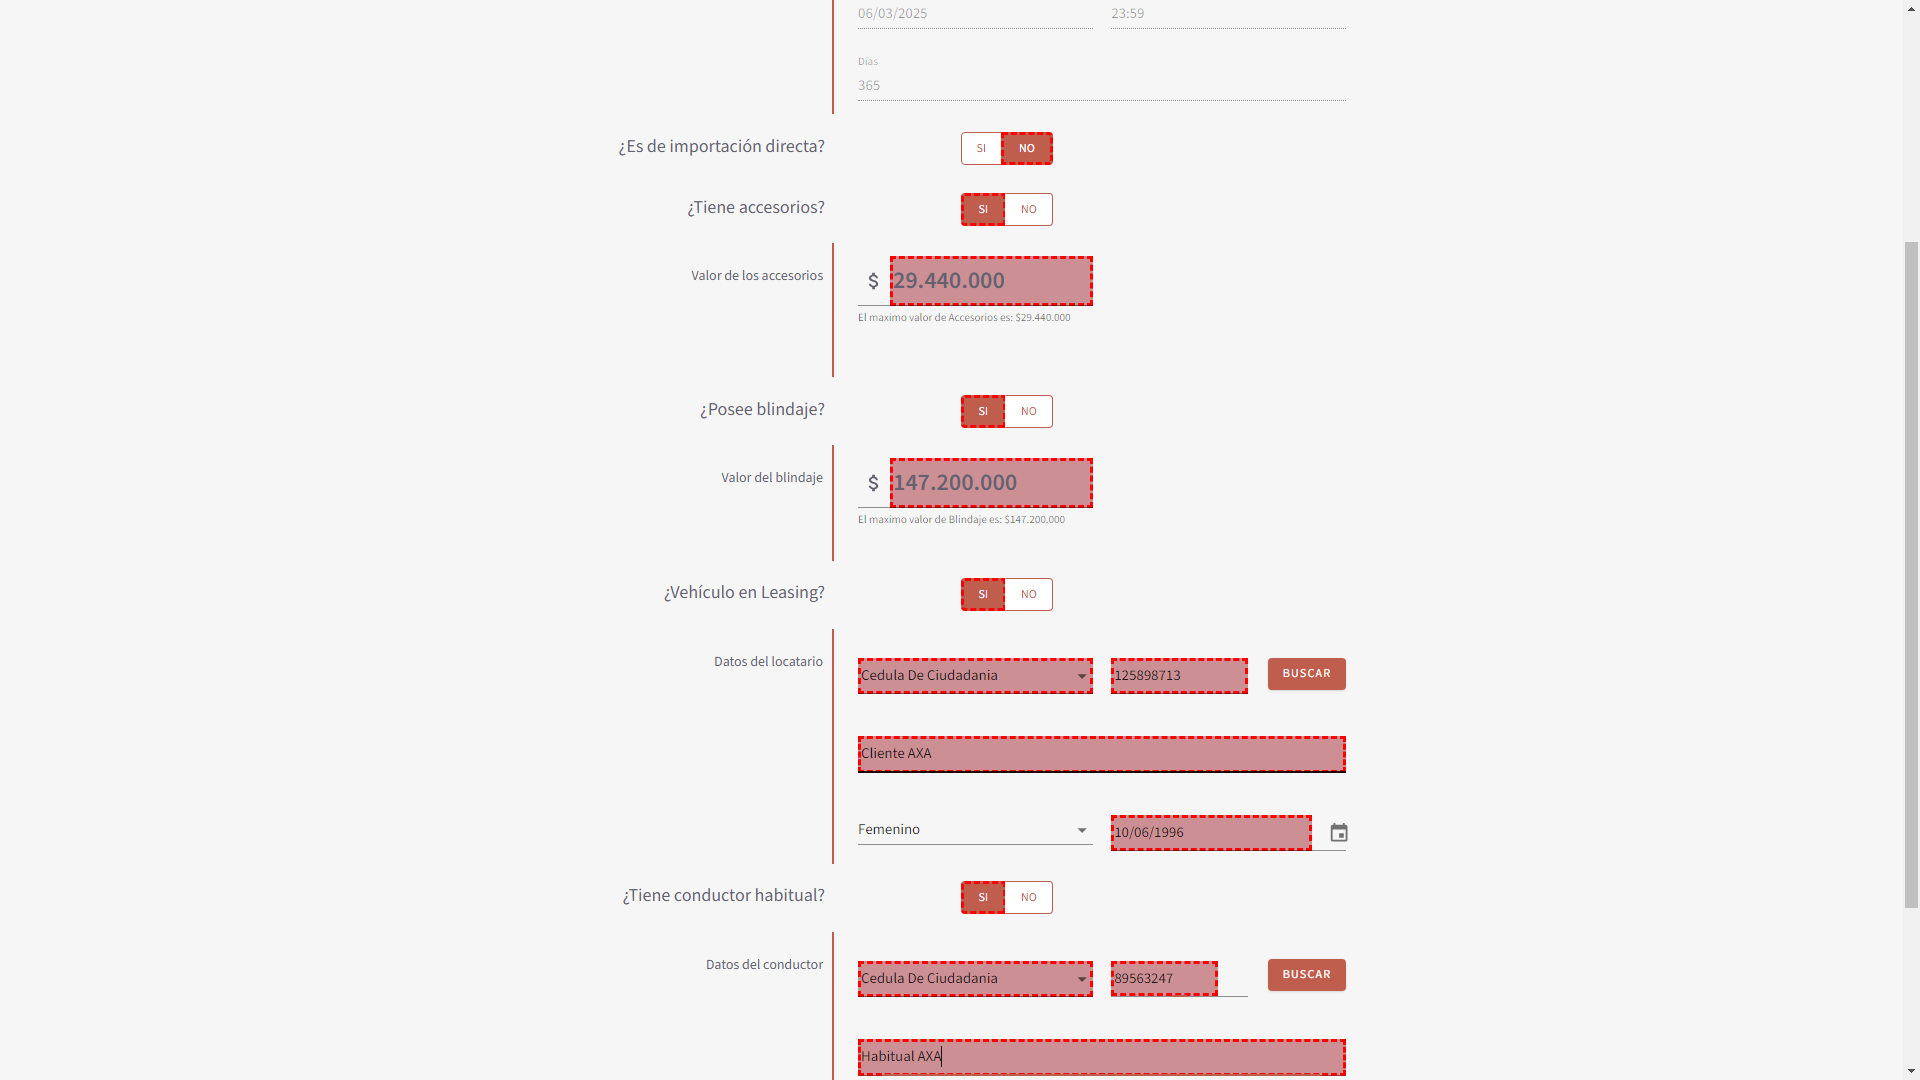 06/03/2025 23:59
Días
365
¿Es de importación directa? SI NO
¿Tiene accesorios? SI NO
Valor de los accesorios $ 29.440.000
El maximo valor de Accesorios es: $29.440.000
¿Posee blindaje? SI NO
Valor del blindaje $ 147.200.000
El maximo valor de Blindaje es: $147.200.000
¿Vehículo en Leasing? SI NO
Datos del locatario Cedula De Ciudadania 125898713 BUSCAR
Cliente AXA
Femenino 10/06/1996
¿Tiene conductor habitual? SI NO
Datos del conductor Cedula De Ciudadania 89563247 BUSCAR
Habitual AXA